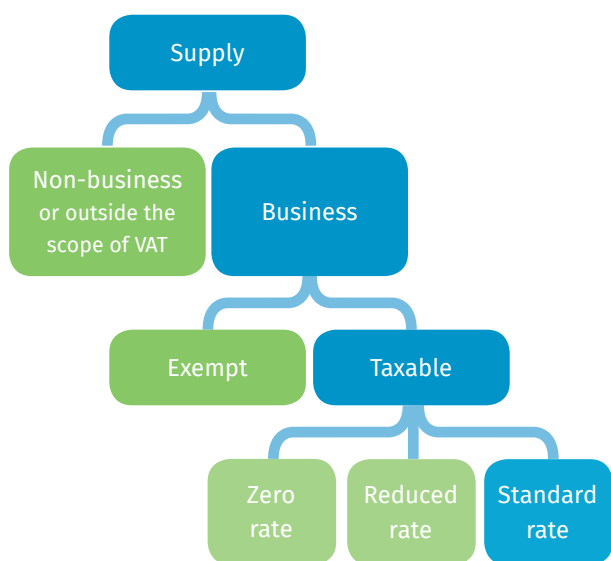 Supply
Non-business
or outside the
scope of VAT
Business
Exempt
Taxable
Zero
rate
Reduced
rate
Standard
rate